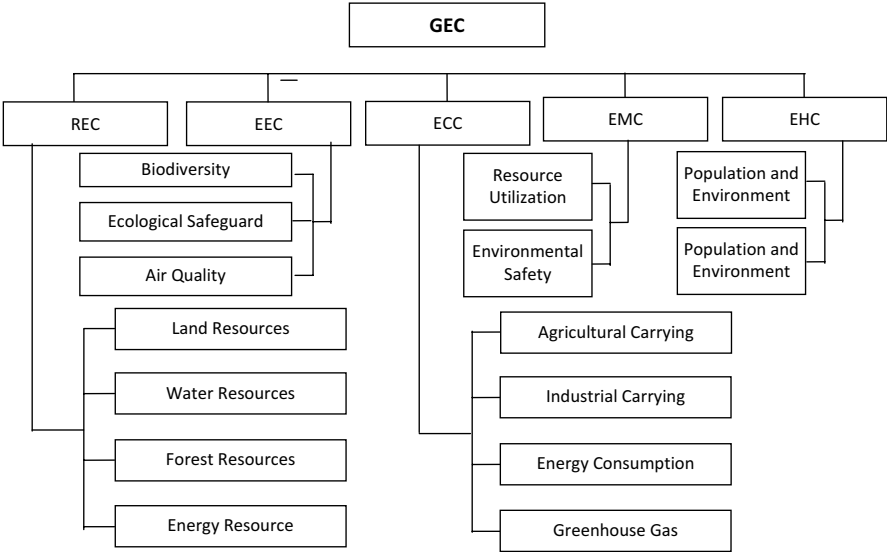 GEC
REC
EEC
ECC
EMC
EHC
Biodiversity
Ecological Safeguard
Air Quality
Resource
Utilization
Environmental
Safety
Population and
Environment
Population and
Environment
Land Resources
Water Resources
Forest Resources
Energy Resource
Agricultural Carrying
Industrial Carrying
Energy Consumption
Greenhouse Gas